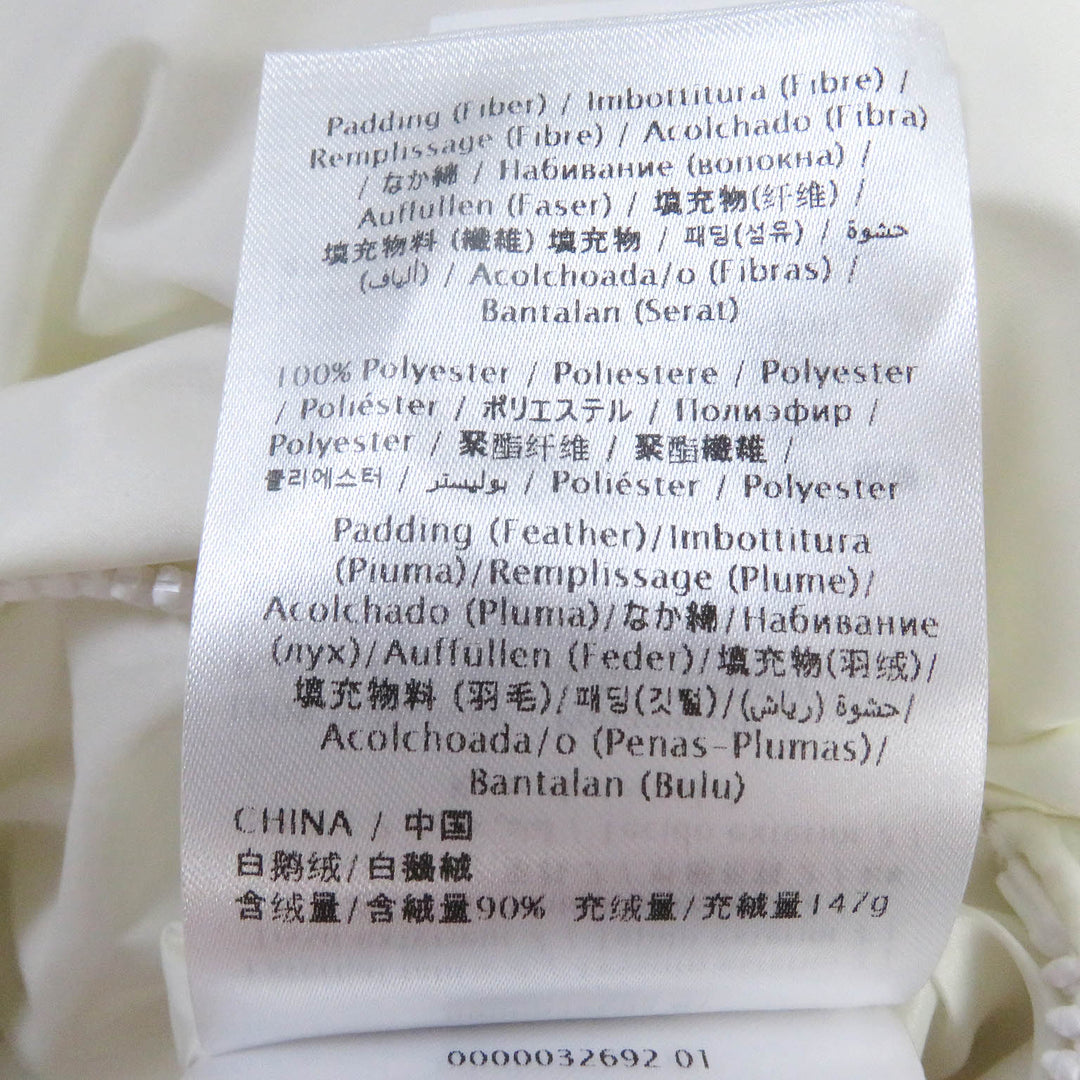 Padding (Fiber) / Imbottitura (Fibre) /
Remplissage (Fibre) / Acolchado (Fibra)
/ なか綿 / Набивание (волокна) /
Auffullen (Faser) / 填充物(纤维) /
填充物料 (纖維) 填充物 / 패딩(섬유) / حشوة
(ألياف) / Acolchoada/o (Fibras) /
Bantalan (Serat)
100% Polyester / Poliestere / Polyester
/ Poliéster / ポリエステル / Полиэфир /
Polyester / 聚酯纤维 / 聚酯纖維 /
폴리에스터 / بوليستر / Poliéster / Polyester
Padding (Feather)/Imbottitura
(Piuma)/Remplissage (Plume)/
Acolchado (Pluma)/なか綿/Набивание
(лух)/Auffullen (Feder)/填充物(羽绒)/
填充物料 (羽毛)/패딩(깃털)/حشوة (رياش)/
Acolchoada/o (Penas-Plumas)/
Bantalan (Bulu)
CHINA / 中国
白鹅绒/白鵝絨
含绒量/含絨量90% 充绒量/充絨量147g
0000032692 01